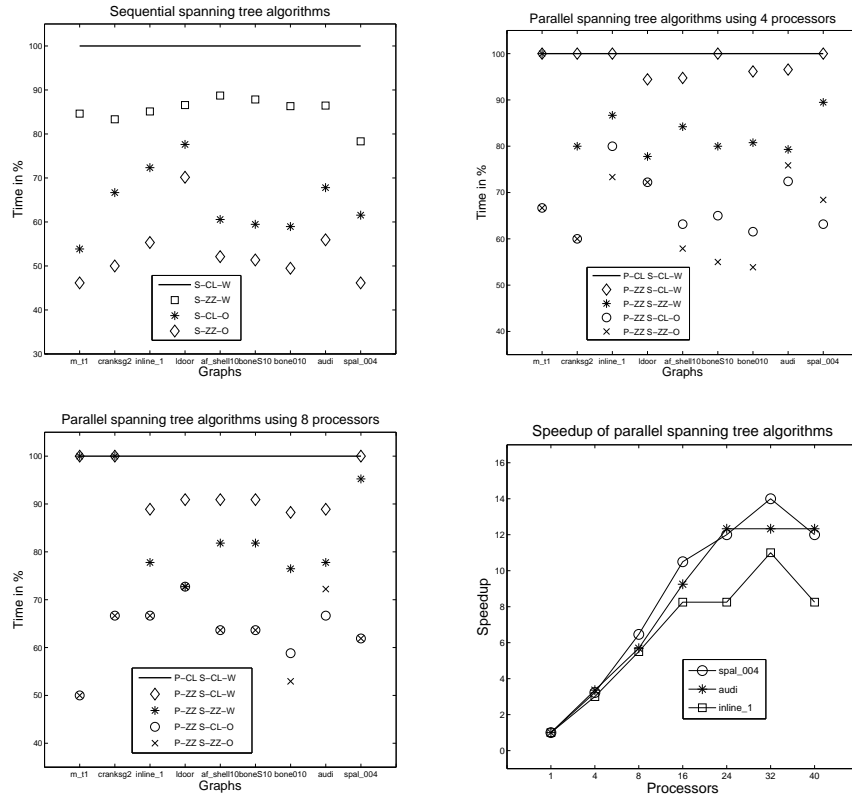 Sequential spanning tree algorithms
100
90
80
70
60
50
40
30
Time in %
S-CL-W
S-ZZ-W
S-CL-O
S-ZZ-O
m_t1 cranksg2 inline_1 ldoor af_shell10 boneS10 bone010 audi spal_004
Graphs
Parallel spanning tree algorithms using 4 processors
100
90
80
70
60
50
40
Time in %
P-CL S-CL-W
P-ZZ S-CL-W
P-ZZ S-ZZ-W
P-ZZ S-CL-O
P-ZZ S-ZZ-O
m_t1 cranksg2 inline_1 ldoor af_shell10 boneS10 bone010 audi spal_004
Graphs
Parallel spanning tree algorithms using 8 processors
100
90
80
70
60
50
40
Time in %
P-CL S-CL-W
P-ZZ S-CL-W
P-ZZ S-ZZ-W
P-ZZ S-CL-O
P-ZZ S-ZZ-O
m_t1 cranksg2 inline_1 ldoor af_shell10 boneS10 bone010 audi spal_004
Graphs
Speedup of parallel spanning tree algorithms
16
14
12
10
8
6
4
2
0
Speedup
spal_004
audi
inline_1
1 4 8 16 24 32 40
Processors